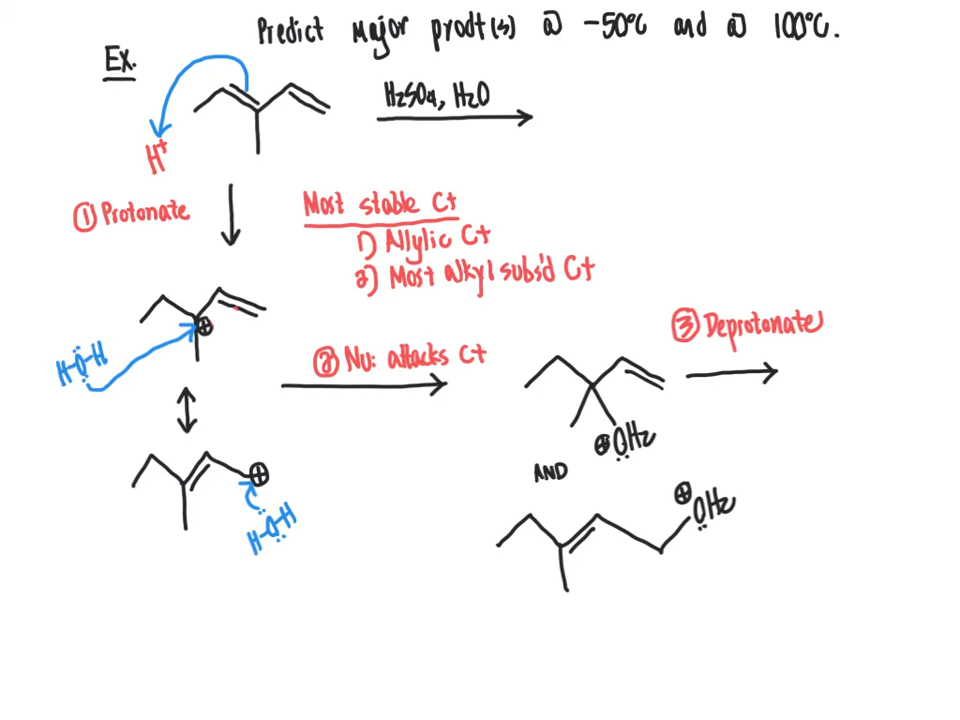 Predict Major prodt(s) @ -50°C and @ 100°C.
Ex.
H2SO4, H2O
H+
① Protonate
Most stable C+
1) Allylic C+
2) Most alkyl subs'd C+
③ Deprotonate
⊕
H-O-H
② Nu: attacks C+
⊕OH2
AND
⊕
⊕
OH2
H-O-H